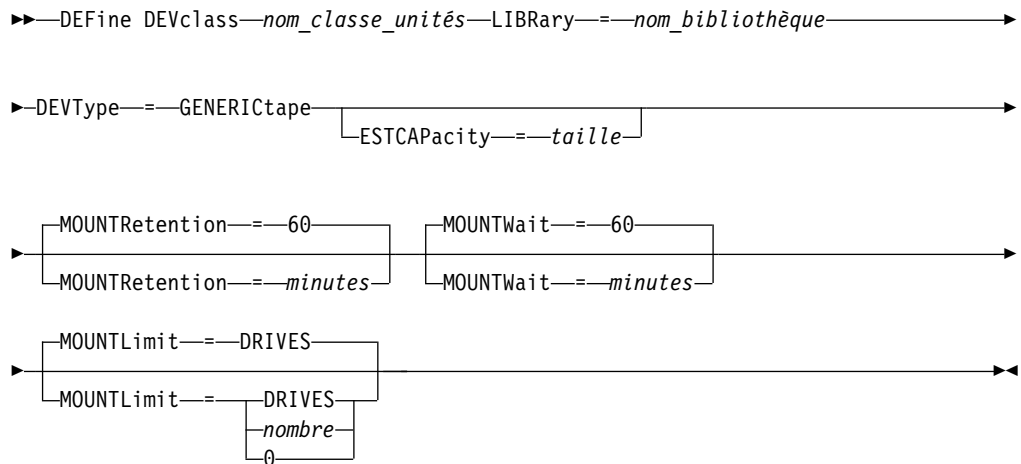 DEFine DEVclass nom_classe_unités LIBRary = nom_bibliothèque
DEVType = GENERICtape
ESTCAPacity = taille
MOUNTRetention = 60 MOUNTWait = 60
MOUNTRetention = minutes MOUNTWait = minutes
MOUNTLimit = DRIVES
MOUNTLimit = DRIVES
nombre
0